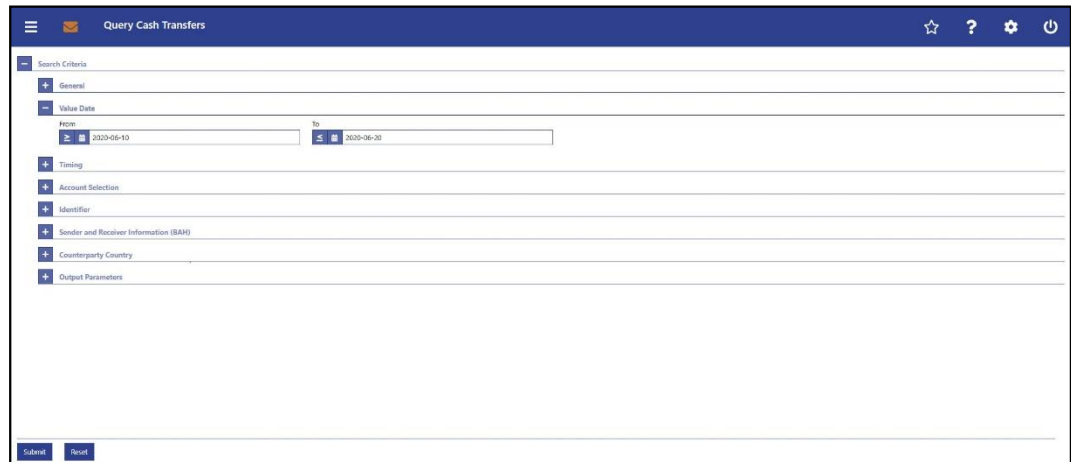 Query Cash Transfers
?
Search Criteria
General
Value Date
From To
≥ 2020-06-10 ≤ 2020-06-20
Timing
Account Selection
Identifier
Sender and Receiver Information (BAH)
Counterparty Country
Output Parameters
Submit Reset